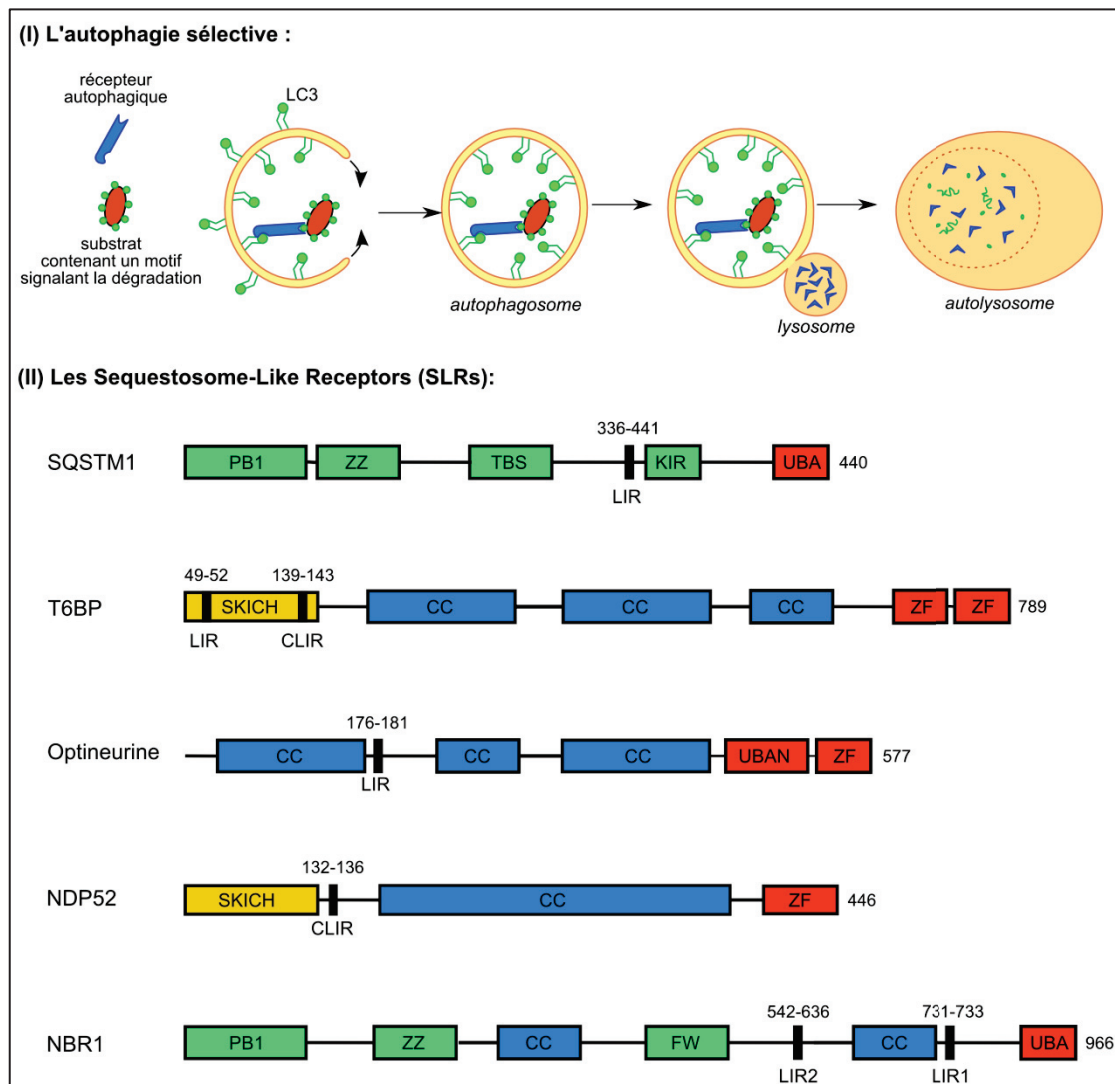 (I) L'autophagie sélective :
récepteur
autophagique
LC3
substrat
contenant un motif
signalant la dégradation
autophagosome
lysosome
autolysosome
(II) Les Sequestosome-Like Receptors (SLRs):
336-441
SQSTM1 PB1 ZZ TBS KIR UBA 440
LIR
49-52 139-143
T6BP SKICH CC CC CC ZF ZF 789
LIR CLIR
176-181
Optineurine CC CC CC UBAN ZF 577
LIR
132-136
NDP52 SKICH CC ZF 446
CLIR
542-636 731-733
NBR1 PB1 ZZ CC FW CC UBA 966
LIR2 LIR1